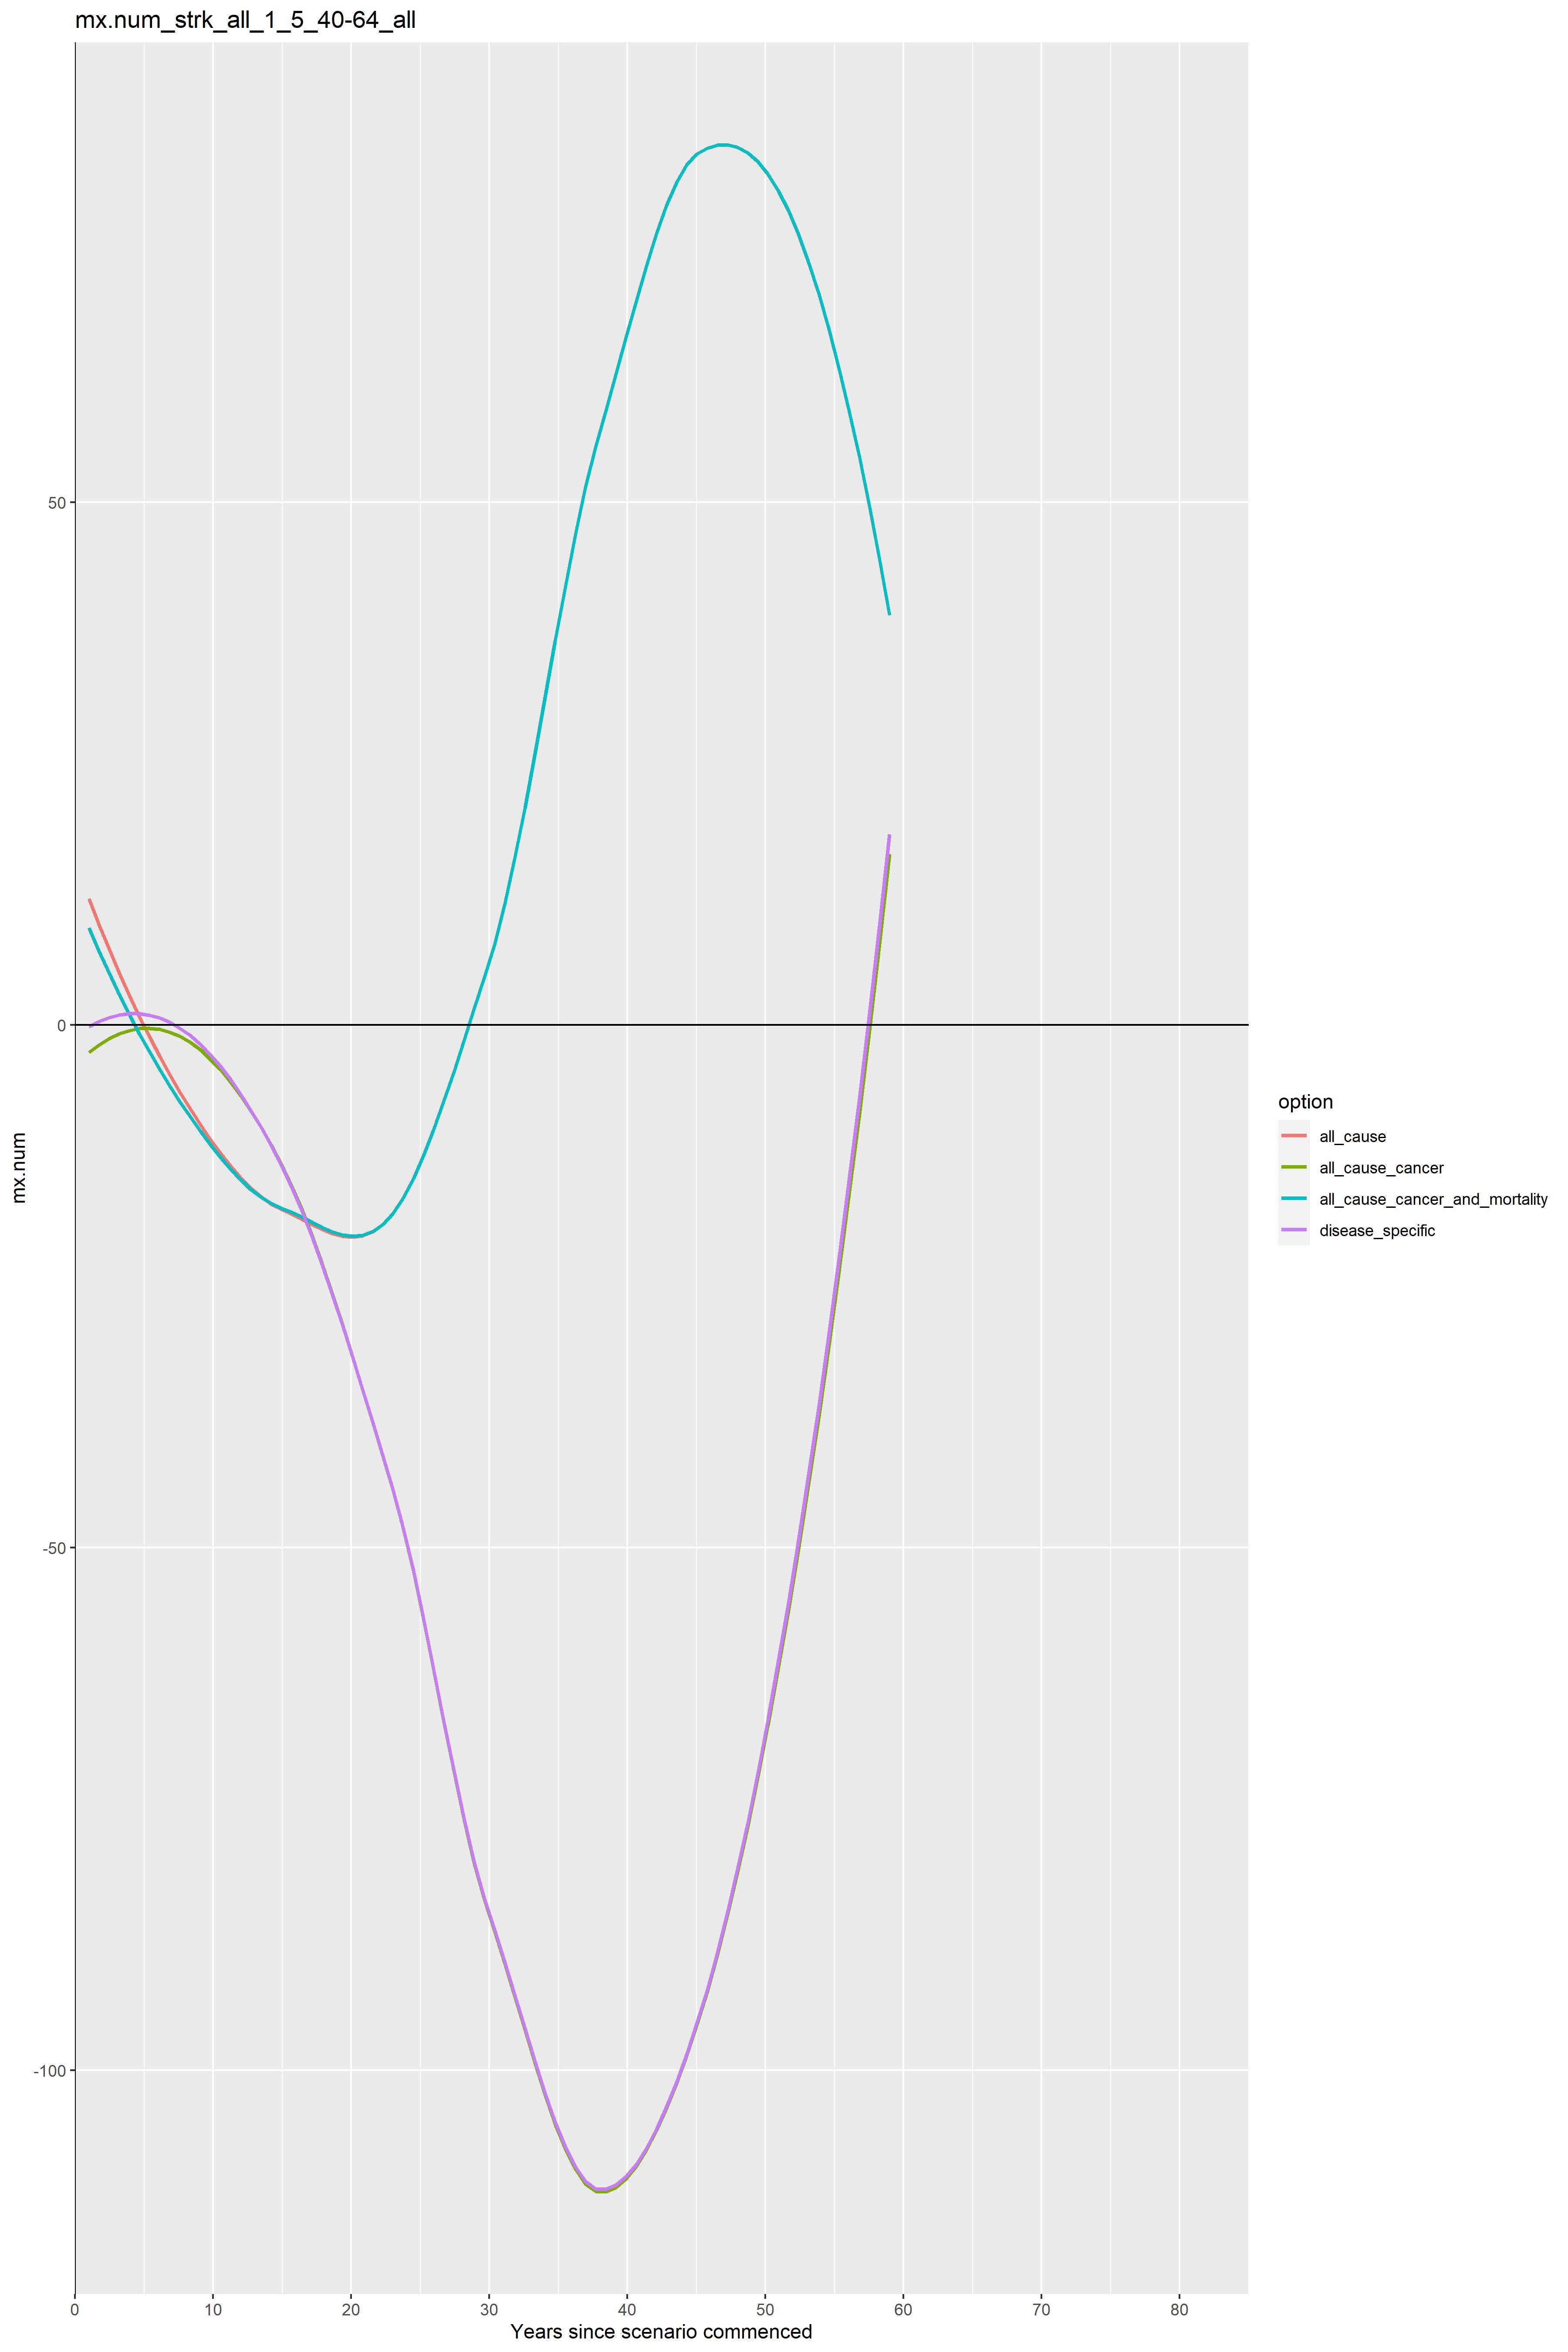 mx.num_strk_all_1_5_40-64_all
50
0
-50
-100
mx.num
0 10 20 30 40 50 60 70 80
Years since scenario commenced
option
all_cause
all_cause_cancer
all_cause_cancer_and_mortality
disease_specific